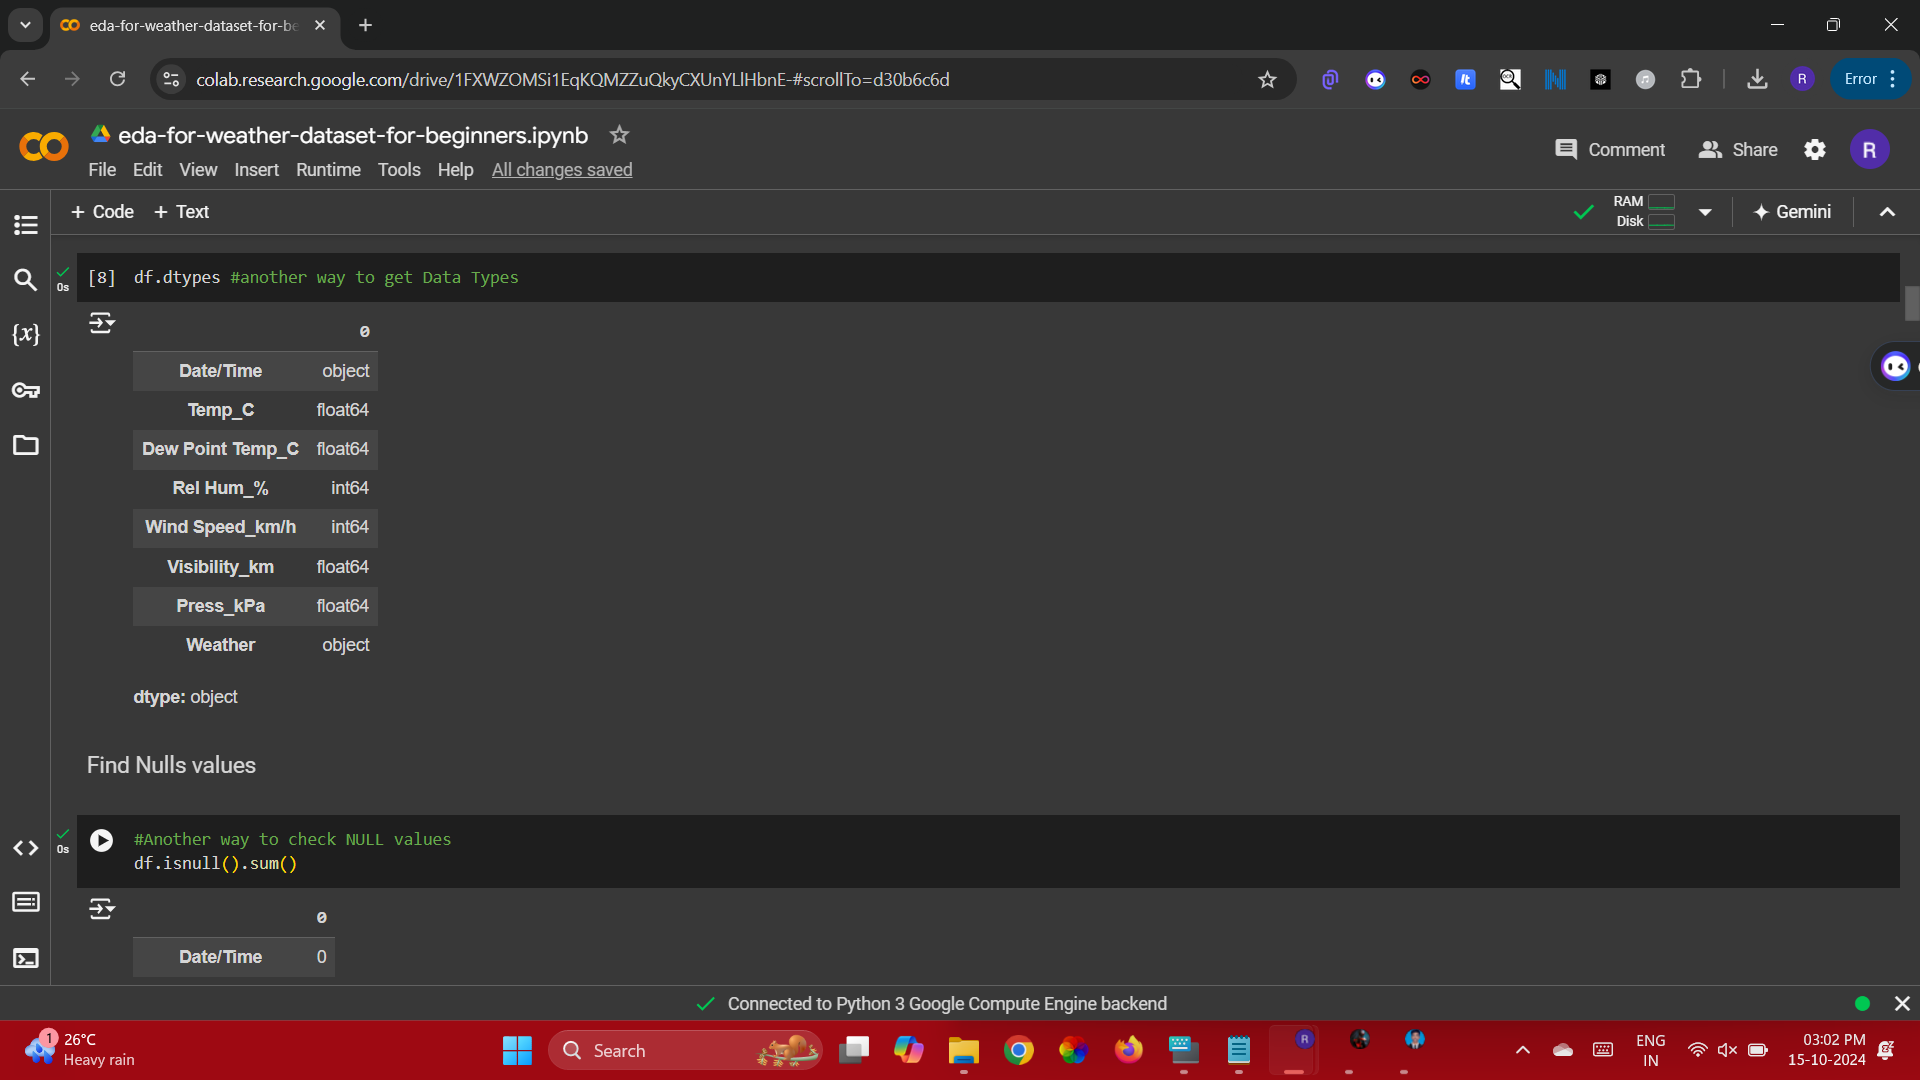 eda-for-weather-dataset-for-be
colab.research.google.com/drive/1FXWZOMSi1EqKQMZZuQkyCXUnYLlHbnE-#scrollTo=d30b6c6d
R
Error
eda-for-weather-dataset-for-beginners.ipynb
File Edit View Insert Runtime Tools Help All changes saved
Comment
Share
R
+ Code + Text
RAM
Disk
Gemini
[8] df.dtypes #another way to get Data Types
0s
0
Date/Time object
Temp_C float64
Dew Point Temp_C float64
Rel Hum_% int64
Wind Speed_km/h int64
Visibility_km float64
Press_kPa float64
Weather object
dtype: object
Find Nulls values
#Another way to check NULL values
0s
df.isnull().sum()
0
Date/Time 0
Connected to Python 3 Google Compute Engine backend
1
26°C
Heavy rain
Search
R
ENG
IN
03:02 PM
15-10-2024